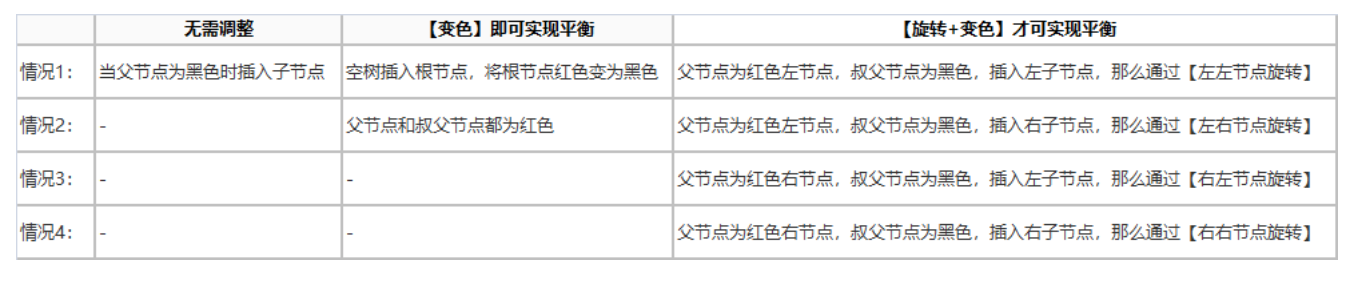 无需调整 【变色】即可实现平衡 【旋转+变色】才可实现平衡
情况1: 当父节点为黑色时插入子节点 空树插入根节点，将根节点红色变为黑色 父节点为红色左节点，叔父节点为黑色，插入左子节点，那么通过【左左节点旋转】
情况2: - 父节点和叔父节点都为红色 父节点为红色左节点，叔父节点为黑色，插入右子节点，那么通过【左右节点旋转】
情况3: - - 父节点为红色右节点，叔父节点为黑色，插入左子节点，那么通过【右左节点旋转】
情况4: - - 父节点为红色右节点，叔父节点为黑色，插入右子节点，那么通过【右右节点旋转】